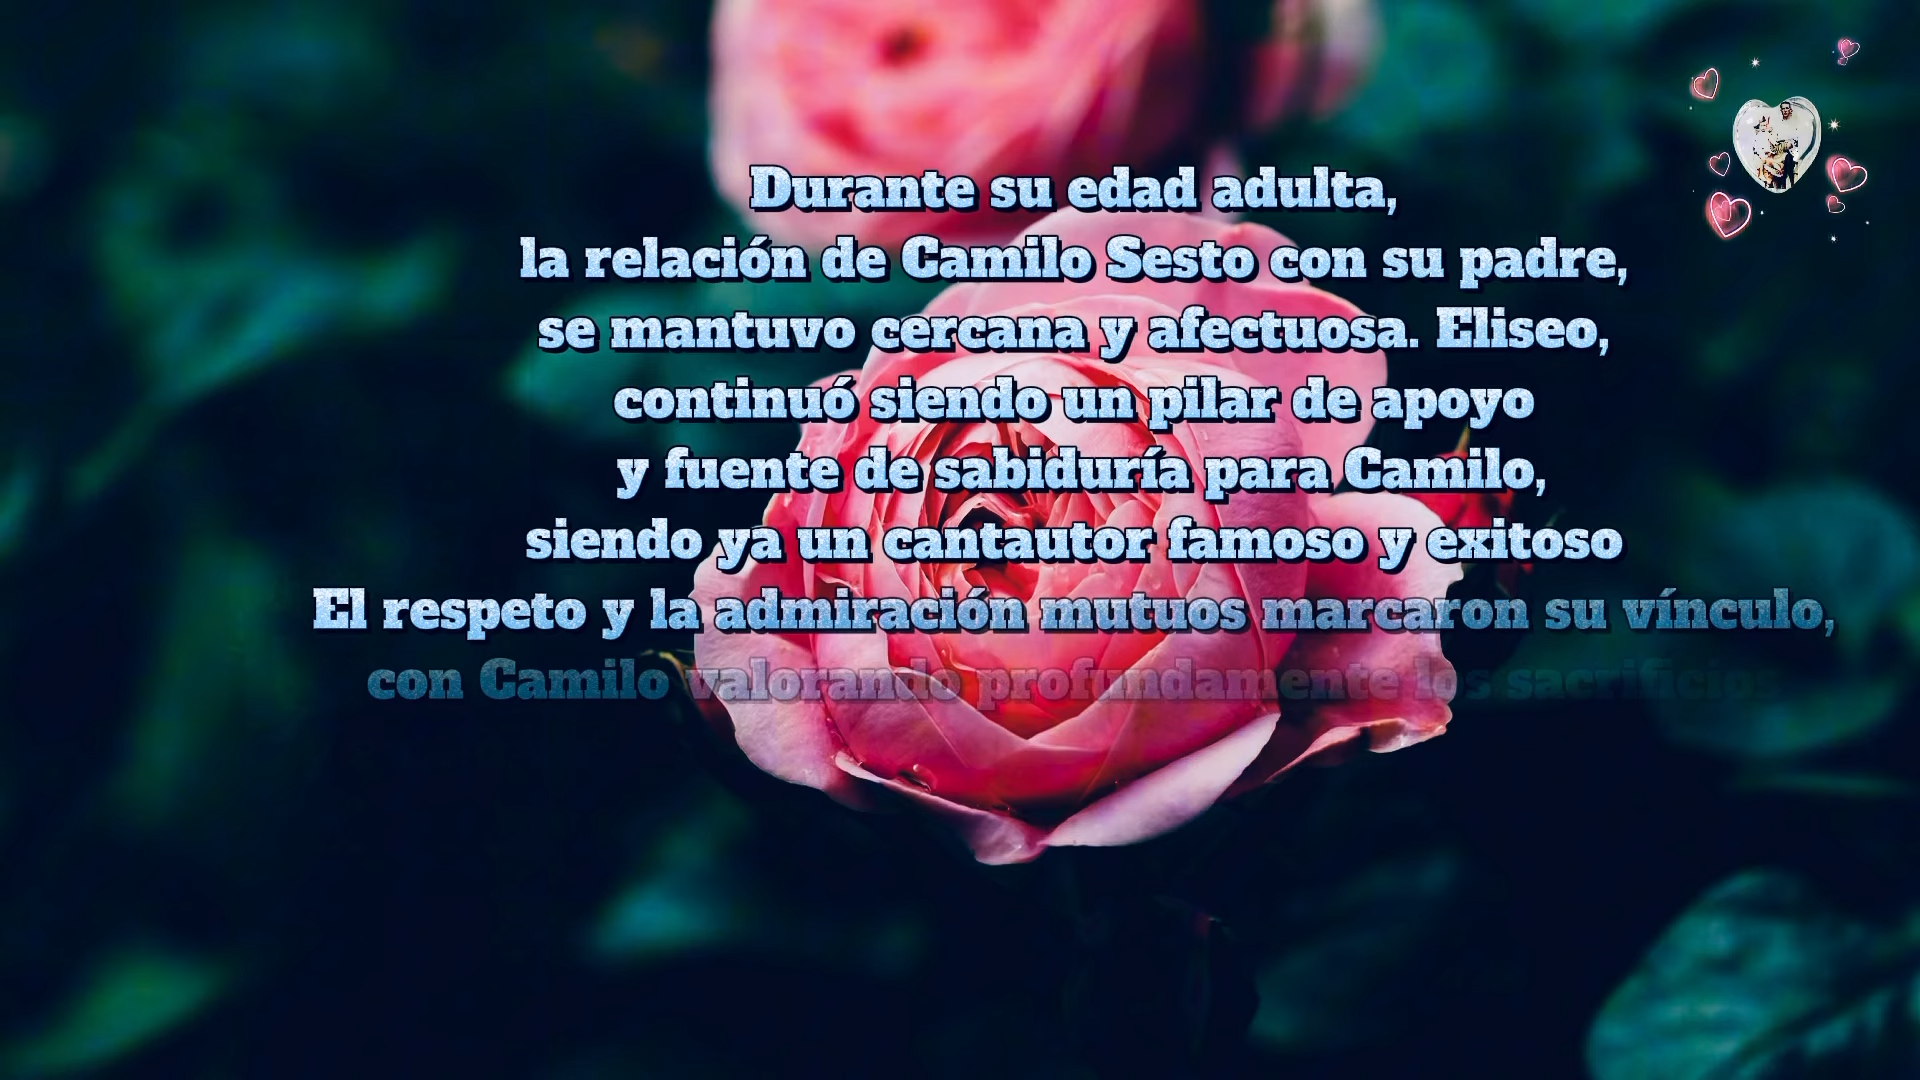 Durante su edad adulta,
la relación de Camilo Sesto con su padre,
se mantuvo cercana y afectuosa. Eliseo,
continuó siendo un pilar de apoyo
y fuente de sabiduría para Camilo,
siendo ya un cantautor famoso y exitoso
El respeto y la admiración mutuos marcaron su vínculo,
con Camilo valorando profundamente los sacrificios